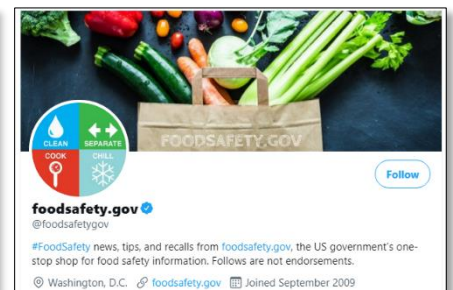 FOODSAFETY.GOV
CLEAN SEPARATE
COOK CHILL
Follow
foodsafety.gov
@foodsafetygov
#FoodSafety news, tips, and recalls from foodsafety.gov, the US government's one-
stop shop for food safety information. Follows are not endorsements.
Washington, D.C. foodsafety.gov Joined September 2009